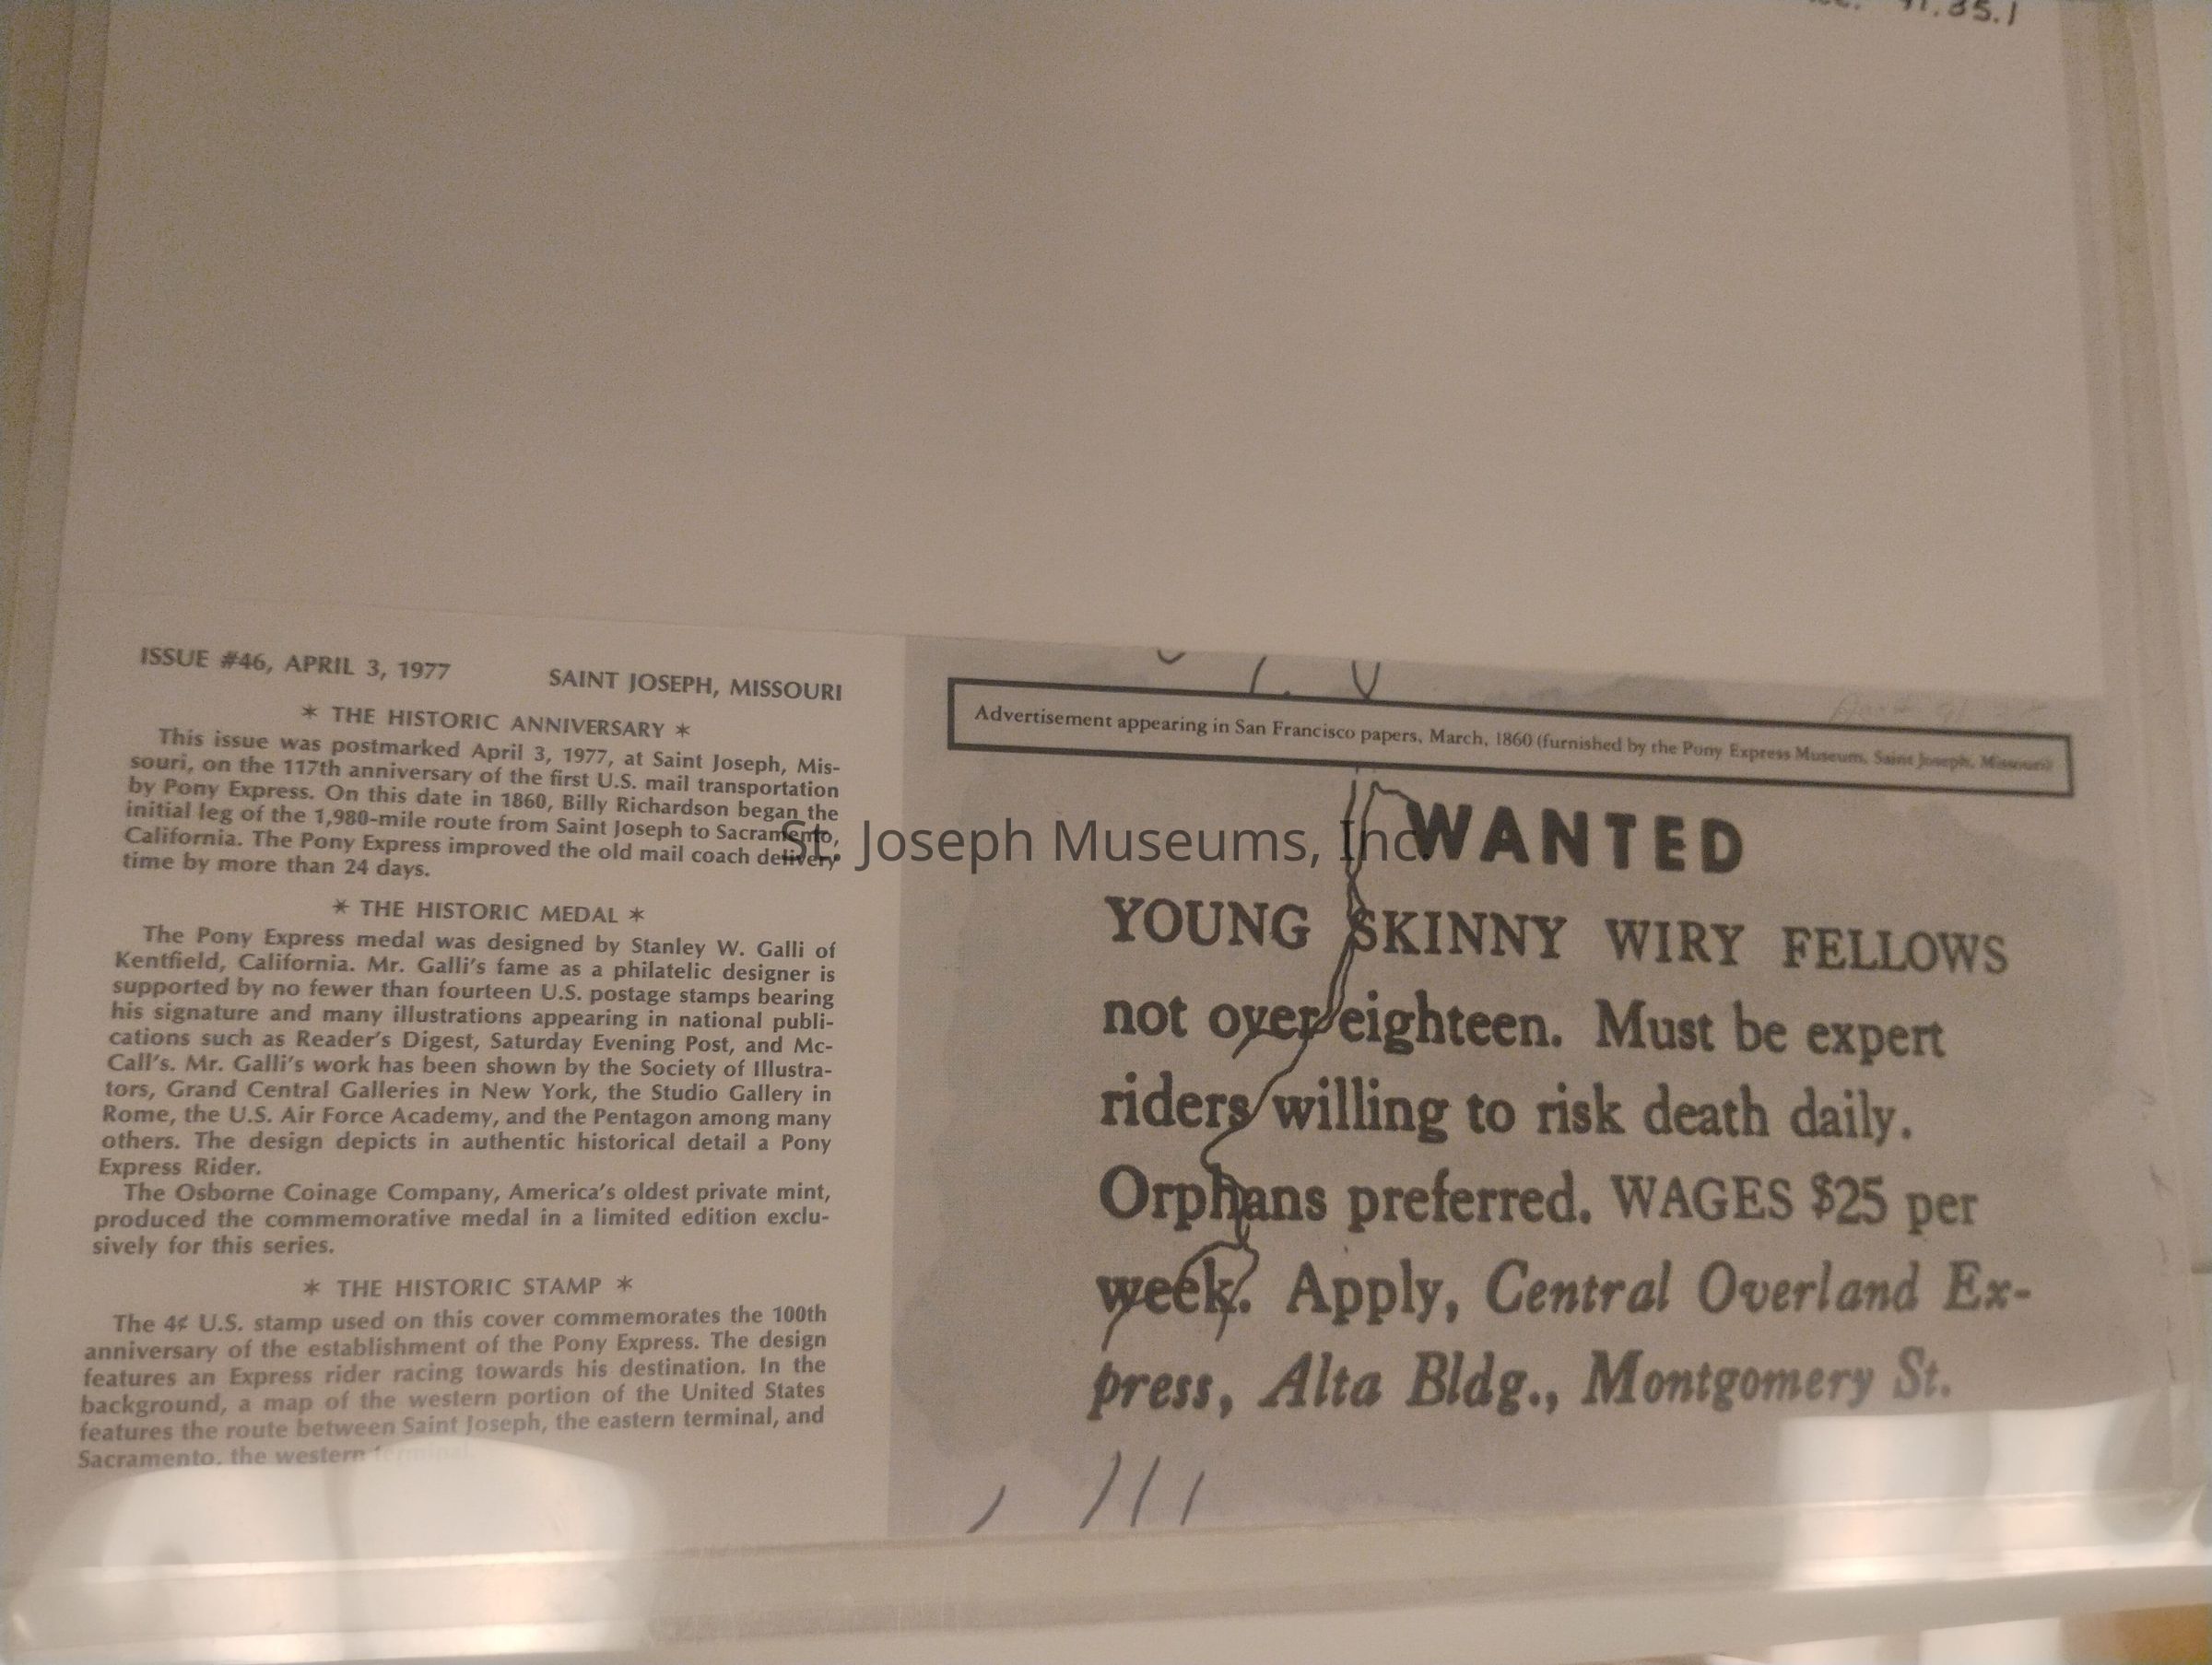 91.35.1
ISSUE #46, APRIL 3, 1977
SAINT JOSEPH, MISSOURI
* THE HISTORIC ANNIVERSARY *
This issue was postmarked April 3, 1977, at Saint Joseph, Mis-
souri, on the 117th anniversary of the first U.S. mail transportation
by Pony Express. On this date in 1860, Billy Richardson began the
initial leg of the 1,980-mile route from Saint Joseph to Sacramento,
California. The Pony Express improved the old mail coach delivery
time by more than 24 days.
* THE HISTORIC MEDAL *
The Pony Express medal was designed by Stanley W. Galli of
Kentfield, California. Mr. Galli's fame as a philatelic designer is
supported by no fewer than fourteen U.S. postage stamps bearing
his signature and many illustrations appearing in national publi-
cations such as Reader's Digest, Saturday Evening Post, and Mc-
Call's. Mr. Galli's work has been shown by the Society of Illustra-
tors, Grand Central Galleries in New York, the Studio Gallery in
Rome, the U.S. Air Force Academy, and the Pentagon among many
others. The design depicts in authentic historical detail a Pony
Express Rider.
The Osborne Coinage Company, America's oldest private mint,
produced the commemorative medal in a limited edition exclu-
sively for this series.
* THE HISTORIC STAMP *
The 4¢ U.S. stamp used on this cover commemorates the 100th
anniversary of the establishment of the Pony Express. The design
features an Express rider racing towards his destination. In the
background, a map of the western portion of the United States
features the route between Saint Joseph, the eastern terminal, and
Sacramento, the western terminal.
Advertisement appearing in San Francisco papers, March, 1860 (furnished by the Pony Express Museum, Saint Joseph, Missouri)
WANTED
YOUNG SKINNY WIRY FELLOWS
not over eighteen. Must be expert
riders willing to risk death daily.
Orphans preferred. WAGES $25 per
week. Apply, Central Overland Ex-
press, Alta Bldg., Montgomery St.
St. Joseph Museums, Inc.